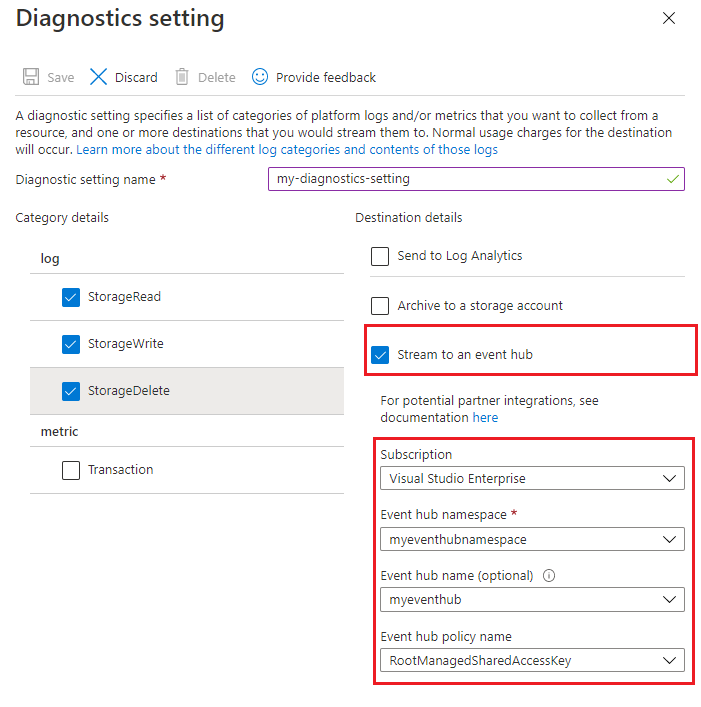 Diagnostics setting
Save Discard Delete Provide feedback
A diagnostic setting specifies a list of categories of platform logs and/or metrics that you want to collect from a
resource, and one or more destinations that you would stream them to. Normal usage charges for the destination
will occur. Learn more about the different log categories and contents of those logs
Diagnostic setting name * my-diagnostics-setting
Category details
log
StorageRead
StorageWrite
StorageDelete
metric
Transaction
Destination details
Send to Log Analytics
Archive to a storage account
Stream to an event hub
For potential partner integrations, see
documentation here
Subscription
Visual Studio Enterprise
Event hub namespace *
myeventhubnamespace
Event hub name (optional)
myeventhub
Event hub policy name
RootManagedSharedAccessKey